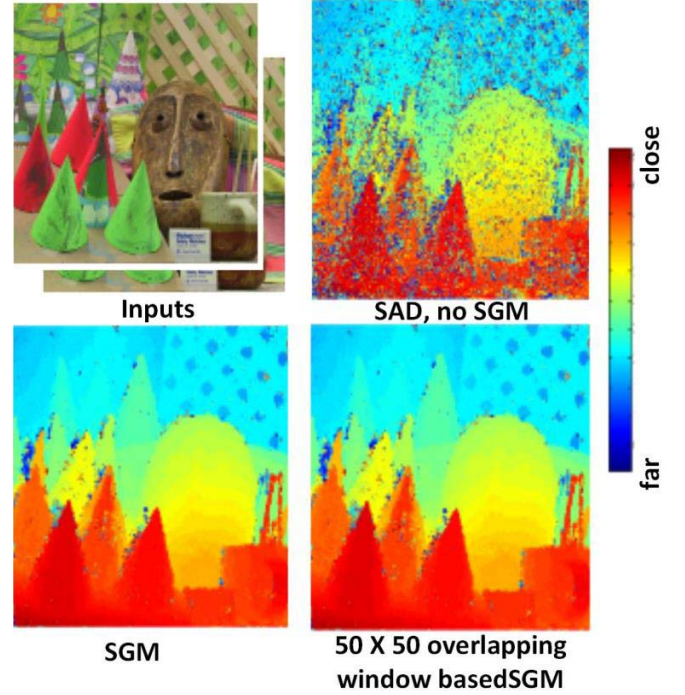 Inputs
SAD, no SGM
close
far
SGM
50 X 50 overlapping
window basedSGM